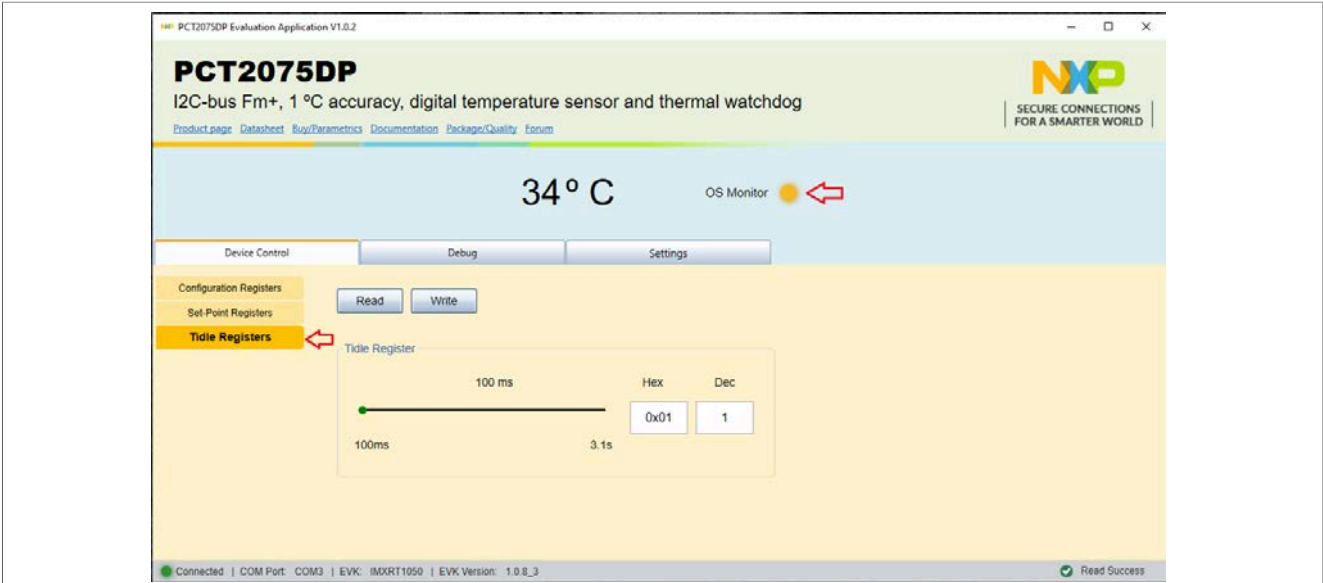 PCT2075DP Evaluation Application V1.0.2
PCT2075DP
I2C-bus Fm+, 1 ºC accuracy, digital temperature sensor and thermal watchdog
Product page Datasheet Buy/Parametrics Documentation Package/Quality Forum
NXP
SECURE CONNECTIONS
FOR A SMARTER WORLD
34º C
OS Monitor
Device Control Debug Settings
Configuration Registers
Set-Point Registers
Tidle Registers
Read Write
Tidle Register
100 ms
Hex Dec
0x01 1
100ms 3.1s
Connected | COM Port: COM3 | EVK: IMXRT1050 | EVK Version: 1.0.8_3
Read Success